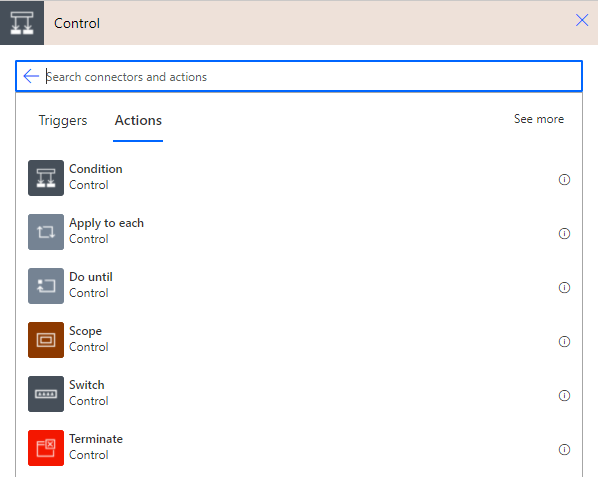 Control
Search connectors and actions
Triggers Actions See more
Condition
Control
Apply to each
Control
Do until
Control
Scope
Control
Switch
Control
Terminate
Control